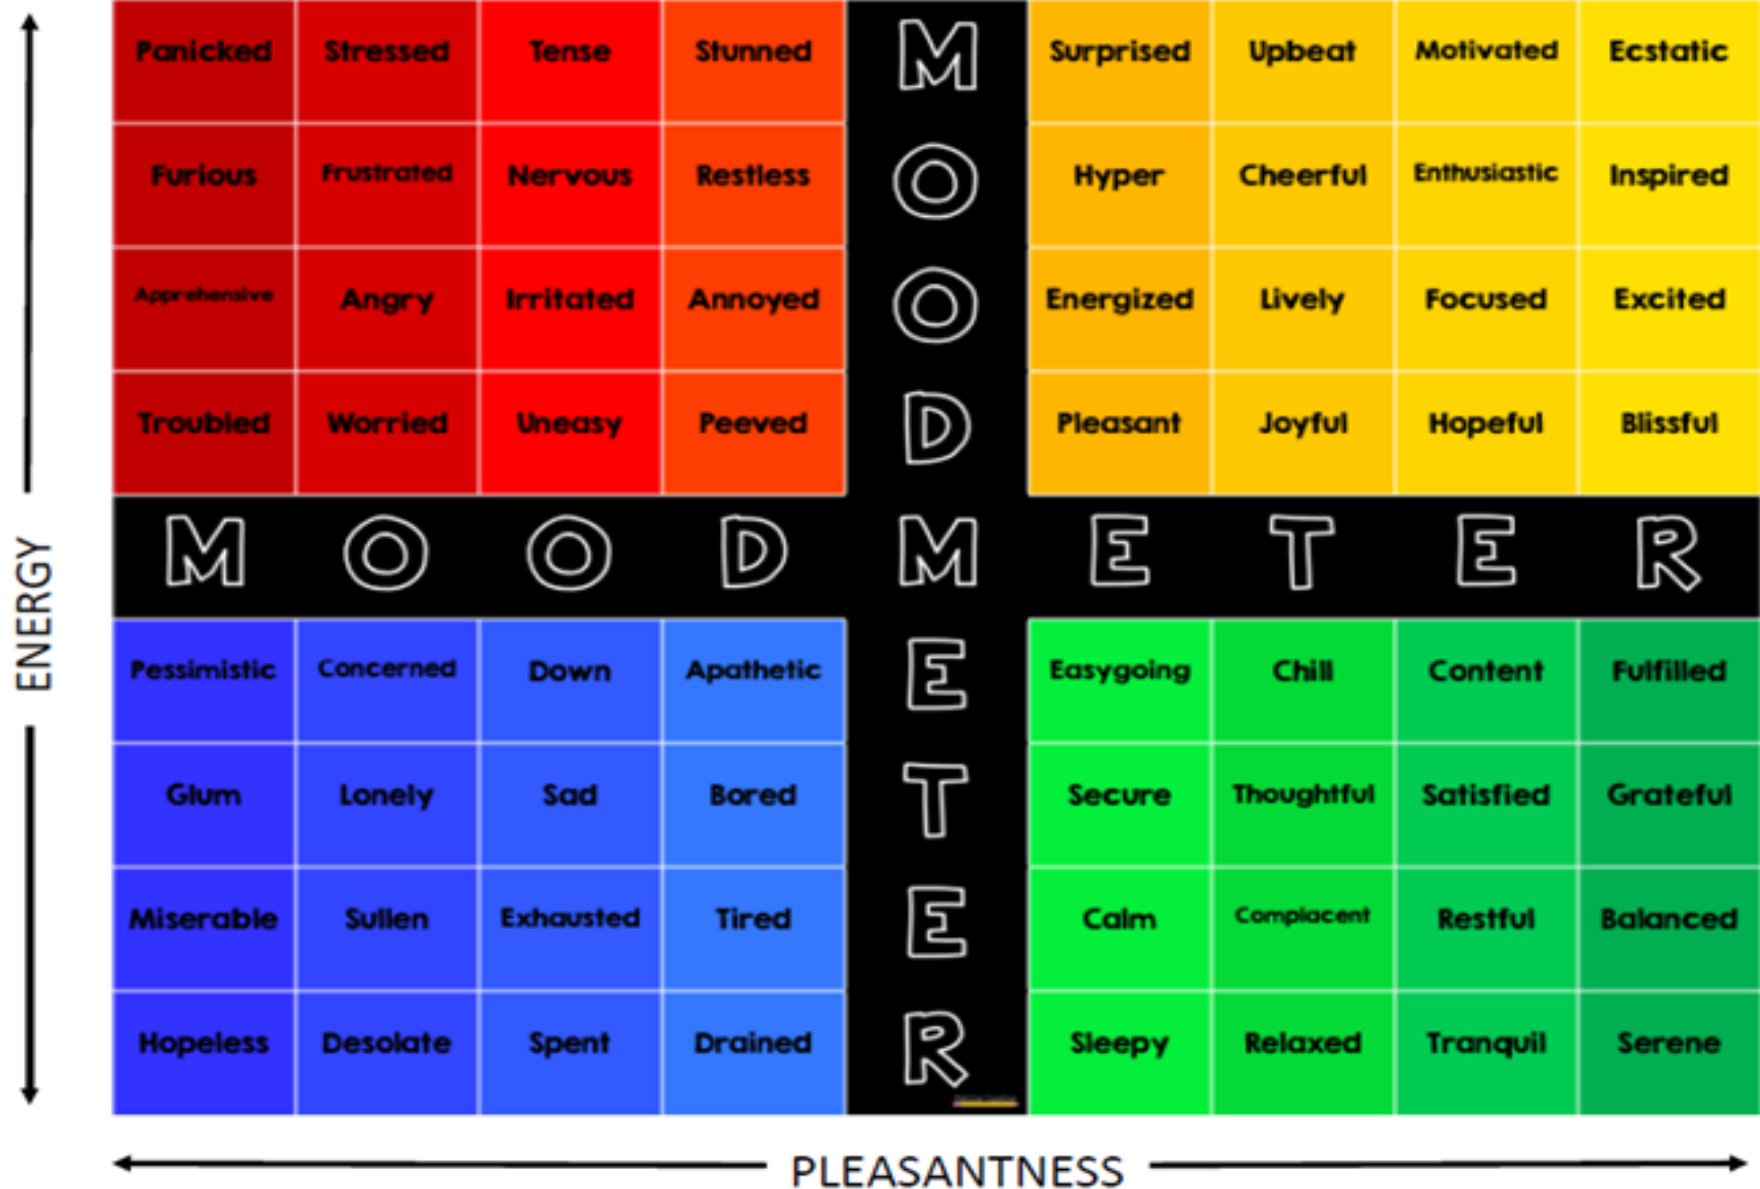 Panicked Stressed Tense Stunned M Surprised Upbeat Motivated Ecstatic
Furious Frustrated Nervous Restless O Hyper Cheerful Enthusiastic Inspired
Apprehensive Angry Irritated Annoyed O Energized Lively Focused Excited
Troubled Worried Uneasy Peeved D Pleasant Joyful Hopeful Blissful
MOOD METER
Pessimistic Concerned Down Apathetic E Easygoing Chill Content Fulfilled
Glum Lonely Sad Bored T Secure Thoughtful Satisfied Grateful
Miserable Sullen Exhausted Tired E Calm Complacent Restful Balanced
Hopeless Desolate Spent Drained R Sleepy Relaxed Tranquil Serene
ENERGY
PLEASANTNESS